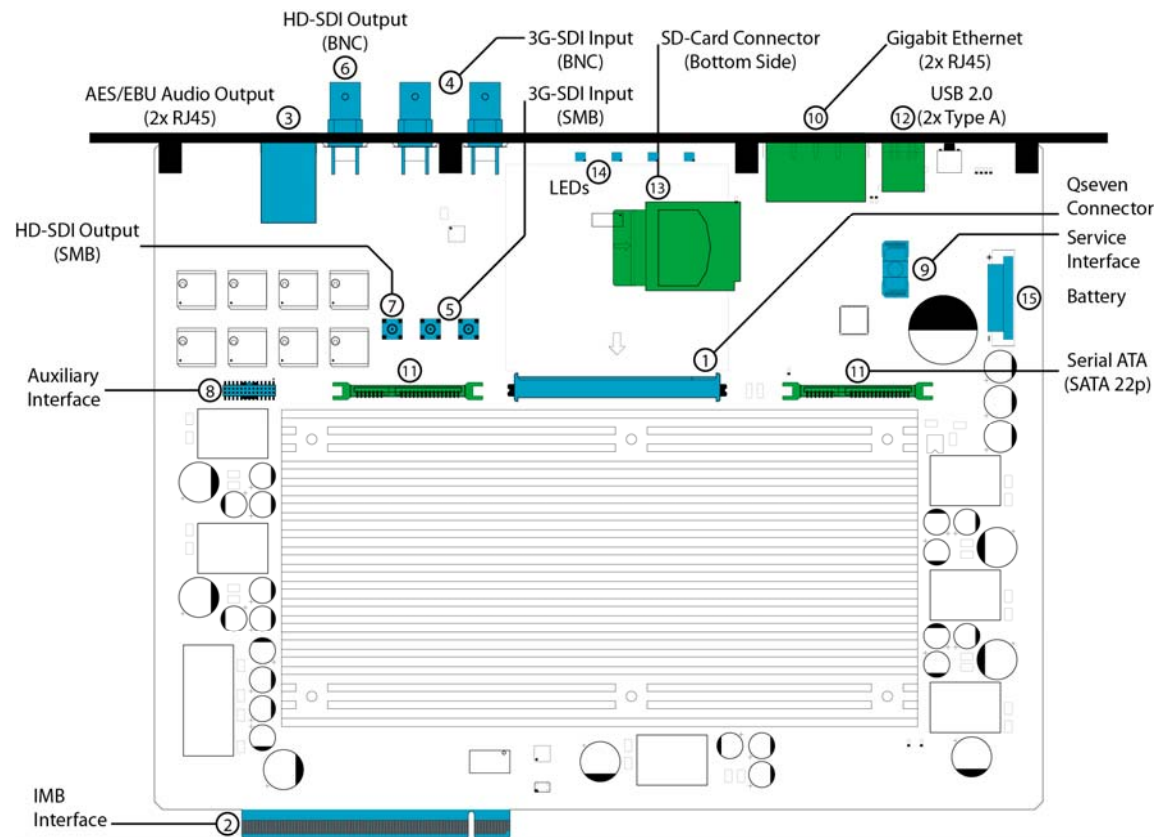 HD-SDI Output
(BNC)
6
4
3G-SDI Input
(BNC)
SD-Card Connector
(Bottom Side)
Gigabit Ethernet
(2x RJ45)
AES/EBU Audio Output
(2x RJ45)
3
3G-SDI Input
(SMB)
10
USB 2.0
12
(2x Type A)
14
LEDs
13
Qseven
Connector
HD-SDI Output
(SMB)
Service
Interface
9
7
5
15
Battery
1
11
11
Serial ATA
(SATA 22p)
Auxiliary
Interface
8
IMB
Interface
2